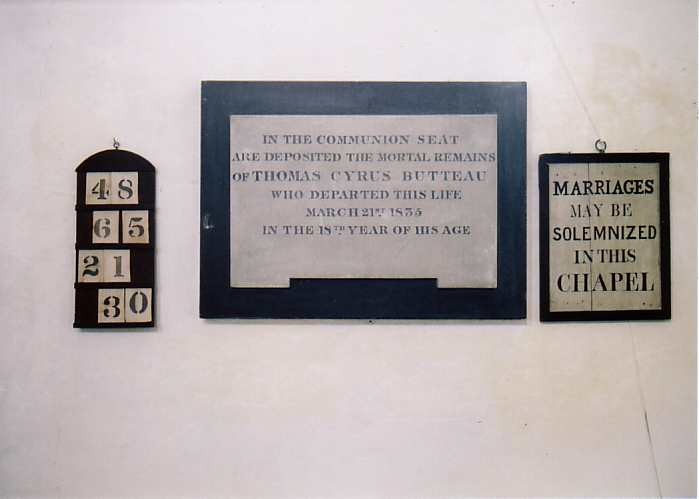 48
65
21
30
IN THE COMMUNION SEAT
ARE DEPOSITED THE MORTAL REMAINS
OF THOMAS CYRUS BUTTEAU
WHO DEPARTED THIS LIFE
MARCH 21ST 1835
IN THE 18TH YEAR OF HIS AGE
MARRIAGES
MAY BE
SOLEMNIZED
IN THIS
CHAPEL